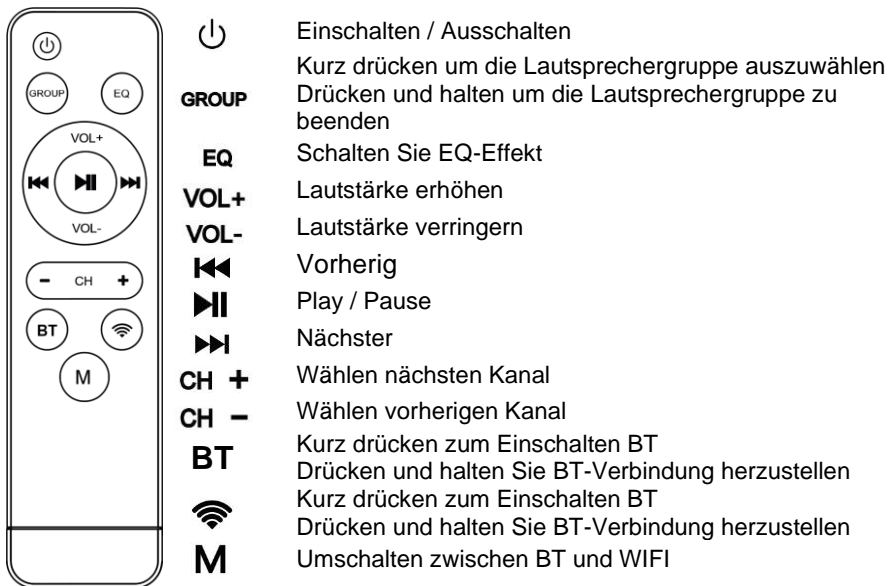 GROUP
EQ
VOL+
VOL-
- CH +
BT
M
Einschalten / Ausschalten
Kurz drücken um die Lautsprechergruppe auszuwählen
GROUP Drücken und halten um die Lautsprechergruppe zu
beenden
EQ Schalten Sie EQ-Effekt
VOL+ Lautstärke erhöhen
VOL- Lautstärke verringern
Vorherig
Play / Pause
Nächster
CH + Wählen nächsten Kanal
CH - Wählen vorherigen Kanal
BT Kurz drücken zum Einschalten BT
Drücken und halten Sie BT-Verbindung herzustellen
Kurz drücken zum Einschalten BT
Drücken und halten Sie BT-Verbindung herzustellen
M Umschalten zwischen BT und WIFI